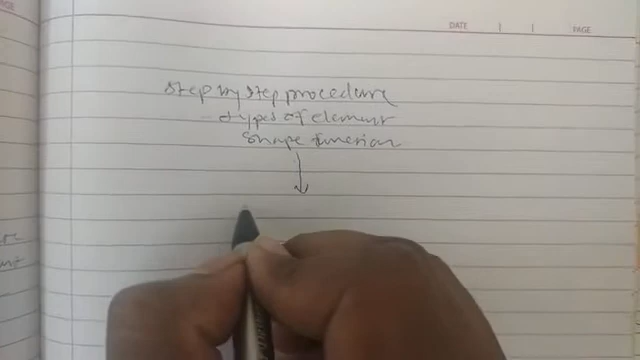 DATE PAGE
step by step procedure
types of element
shape function